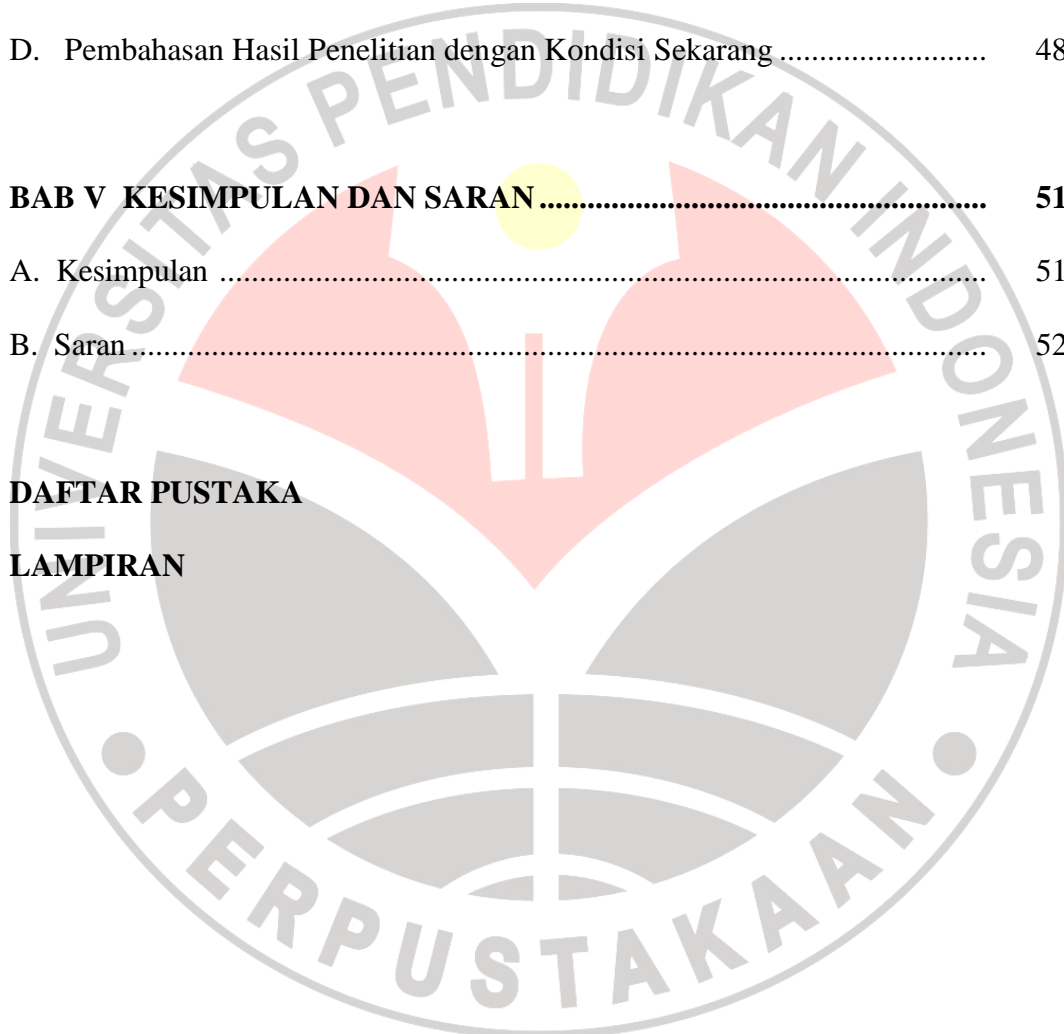 D. Pembahasan Hasil Penelitian dengan Kondisi Sekarang .......................... 48
BAB V KESIMPULAN DAN SARAN ........................................................ 51
A. Kesimpulan ................................................................................................ 51
B. Saran ........................................................................................................... 52
DAFTAR PUSTAKA
LAMPIRAN
UNIVERSITAS PENDIDIKAN INDONESIA
PERPUSTAKAAN